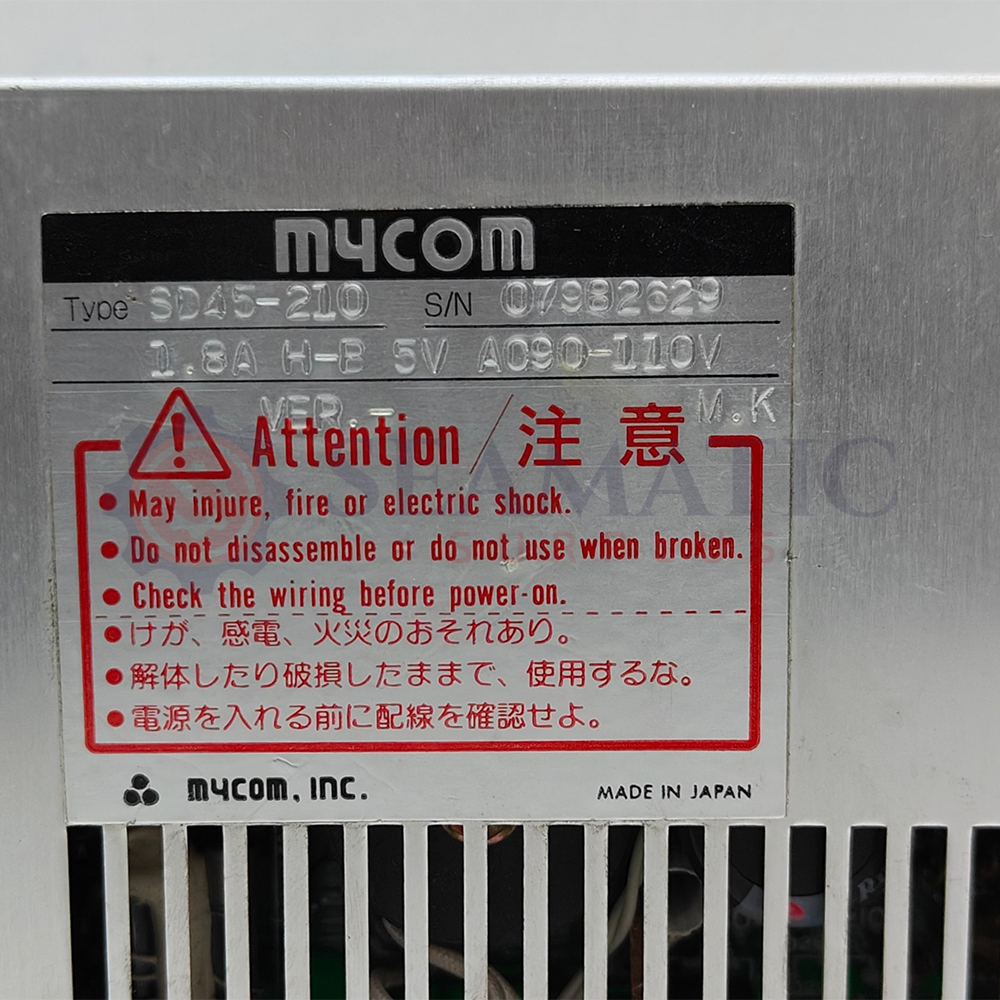 mycom
Type SD45-210 S/N 07982629
1.8A H-B 5V AC90-110V
VER.- M.K
Attention/注意
● May injure, fire or electric shock.
● Do not disassemble or do not use when broken.
● Check the wiring before power-on.
● けが、感電、火災のおそれあり。
● 解体したり破損したままで、使用するな。
● 電源を入れる前に配線を確認せよ。
mycom, INC.
MADE IN JAPAN
SEAMATIC